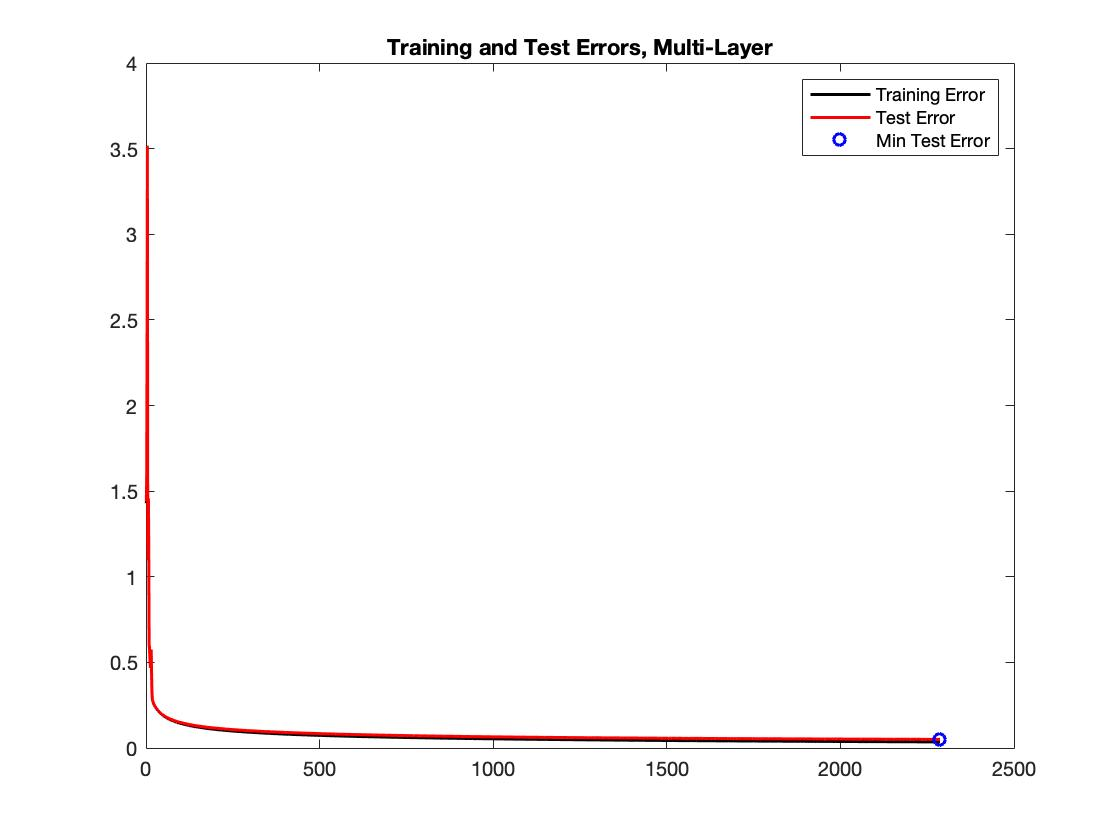 Training and Test Errors, Multi-Layer
4
3.5
3
2.5
2
1.5
1
0.5
0
0 500 1000 1500 2000 2500
Training Error
Test Error
Min Test Error